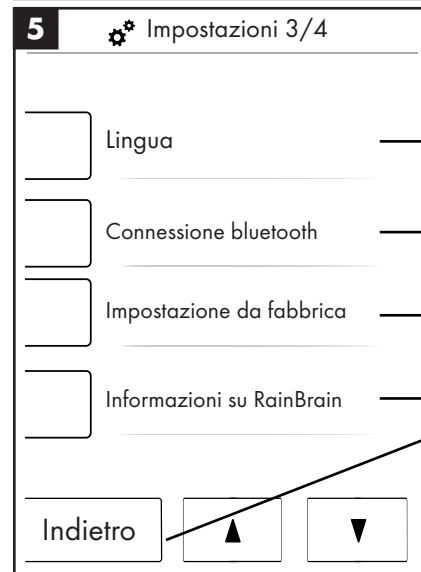 5
Impostazioni 3/4
Lingua
Connessione bluetooth
Impostazione da fabbrica
Informazioni su RainBrain
Indietro